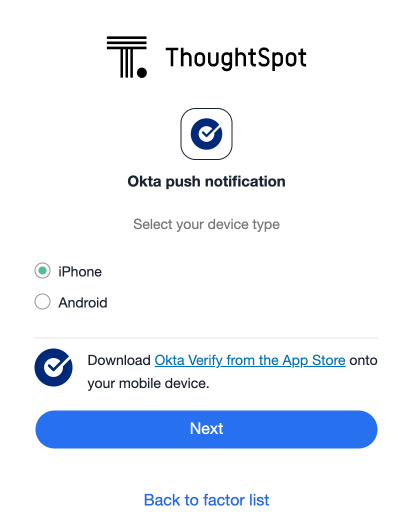 ThoughtSpot
Okta push notification
Select your device type
iPhone
Android
Download Okta Verify from the App Store onto
your mobile device.
Next
Back to factor list